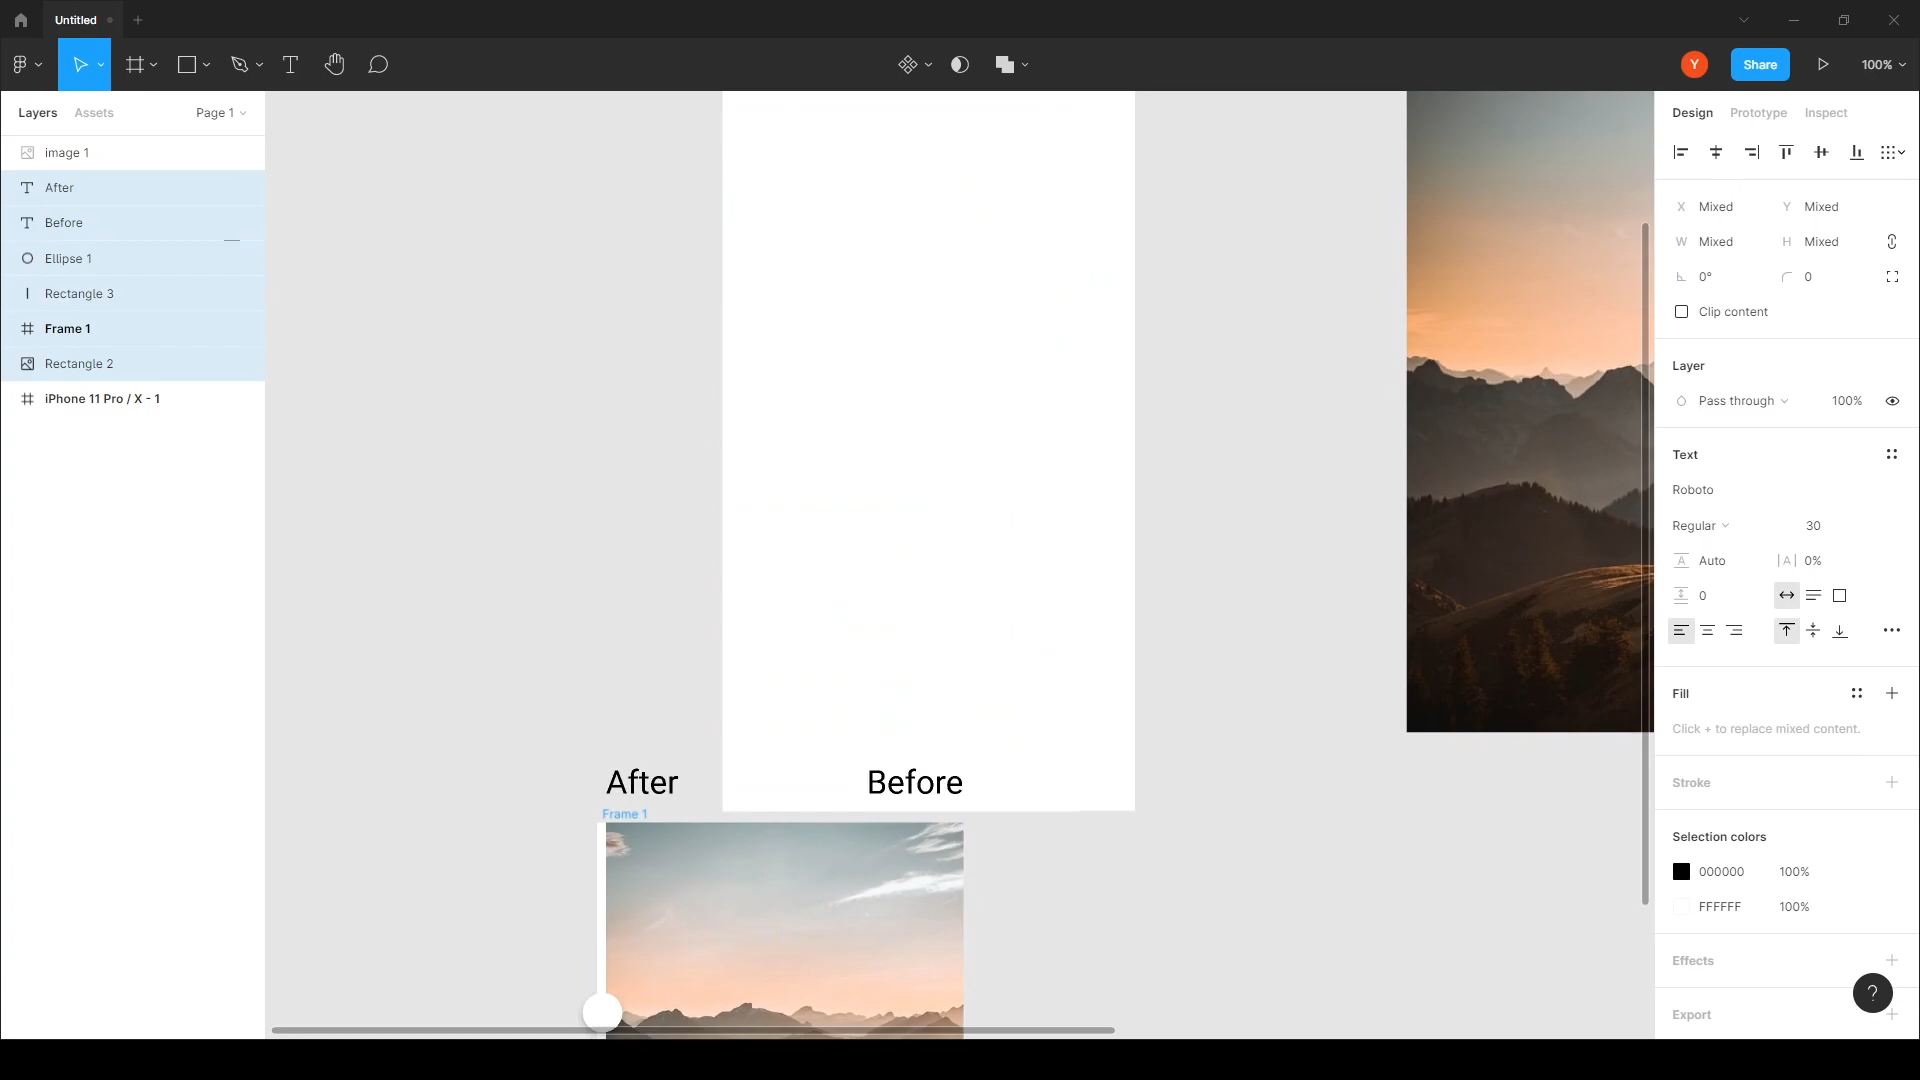 Untitled
Y
Share
100%
Layers
Assets
Page 1
image 1
After
Before
Ellipse 1
Rectangle 3
Frame 1
Rectangle 2
iPhone 11 Pro / X - 1
After
Before
Frame 1
Design
Prototype
Inspect
X Mixed
Y Mixed
W Mixed
H Mixed
0°
0
Clip content
Layer
Pass through
100%
Text
Roboto
Regular
30
A Auto
|A| 0%
0
Fill
Click + to replace mixed content.
Stroke
Selection colors
000000 100%
FFFFFF 100%
Effects
?
Export